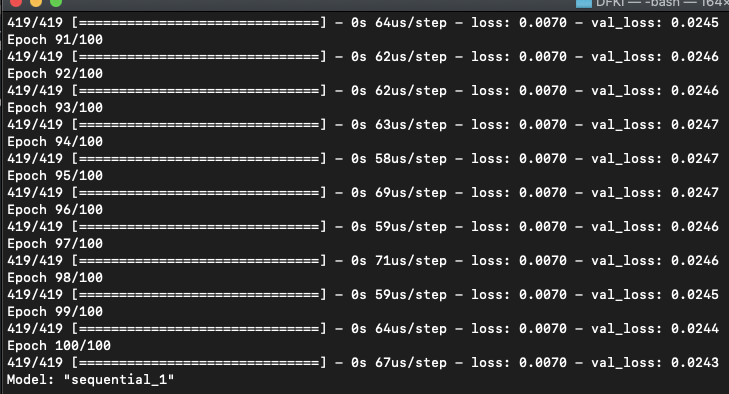 DFKI — -bash — 164×
419/419 [==============================] - 0s 64us/step - loss: 0.0070 - val_loss: 0.0245
Epoch 91/100
419/419 [==============================] - 0s 62us/step - loss: 0.0070 - val_loss: 0.0246
Epoch 92/100
419/419 [==============================] - 0s 62us/step - loss: 0.0070 - val_loss: 0.0246
Epoch 93/100
419/419 [==============================] - 0s 63us/step - loss: 0.0070 - val_loss: 0.0247
Epoch 94/100
419/419 [==============================] - 0s 58us/step - loss: 0.0070 - val_loss: 0.0247
Epoch 95/100
419/419 [==============================] - 0s 69us/step - loss: 0.0070 - val_loss: 0.0247
Epoch 96/100
419/419 [==============================] - 0s 59us/step - loss: 0.0070 - val_loss: 0.0246
Epoch 97/100
419/419 [==============================] - 0s 71us/step - loss: 0.0070 - val_loss: 0.0246
Epoch 98/100
419/419 [==============================] - 0s 59us/step - loss: 0.0070 - val_loss: 0.0245
Epoch 99/100
419/419 [==============================] - 0s 64us/step - loss: 0.0070 - val_loss: 0.0244
Epoch 100/100
419/419 [==============================] - 0s 67us/step - loss: 0.0070 - val_loss: 0.0243
Model: "sequential_1"